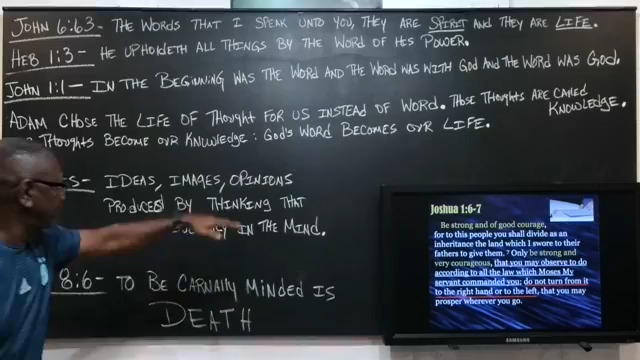 JOHN 6:63- THE WORDS THAT I SPEAK UNTO YOU, THEY ARE SPIRIT AND THEY ARE LIFE.
HEB 1:3- HE UPHOLDETH ALL THINGS BY THE WORD OF HIS POWER.
JOHN 1:1- IN THE BEGINNING WAS THE WORD AND THE WORD WAS WITH GOD AND THE WORD WAS GOD.
ADAM CHOSE THE LIFE OF THOUGHT FOR US INSTEAD OF WORD. THOSE THOUGHTS ARE CALLED KNOWLEDGE.
THOUGHTS BECOME OUR KNOWLEDGE: GOD'S WORD BECOMES OUR LIFE.
IDEAS, IMAGES, OPINIONS
PRODUCED BY THINKING THAT
IN THE MIND.
8:6- TO BE CARNALLY MINDED IS
DEATH
Joshua 1:6-7
Be strong and of good courage,
for to this people you shall divide as an
inheritance the land which I swore to their
fathers to give them. 7 Only be strong and
very courageous, that you may observe to do
according to all the law which Moses My
servant commanded you; do not turn from it
to the right hand or to the left, that you may
prosper wherever you go.
SAMSUNG